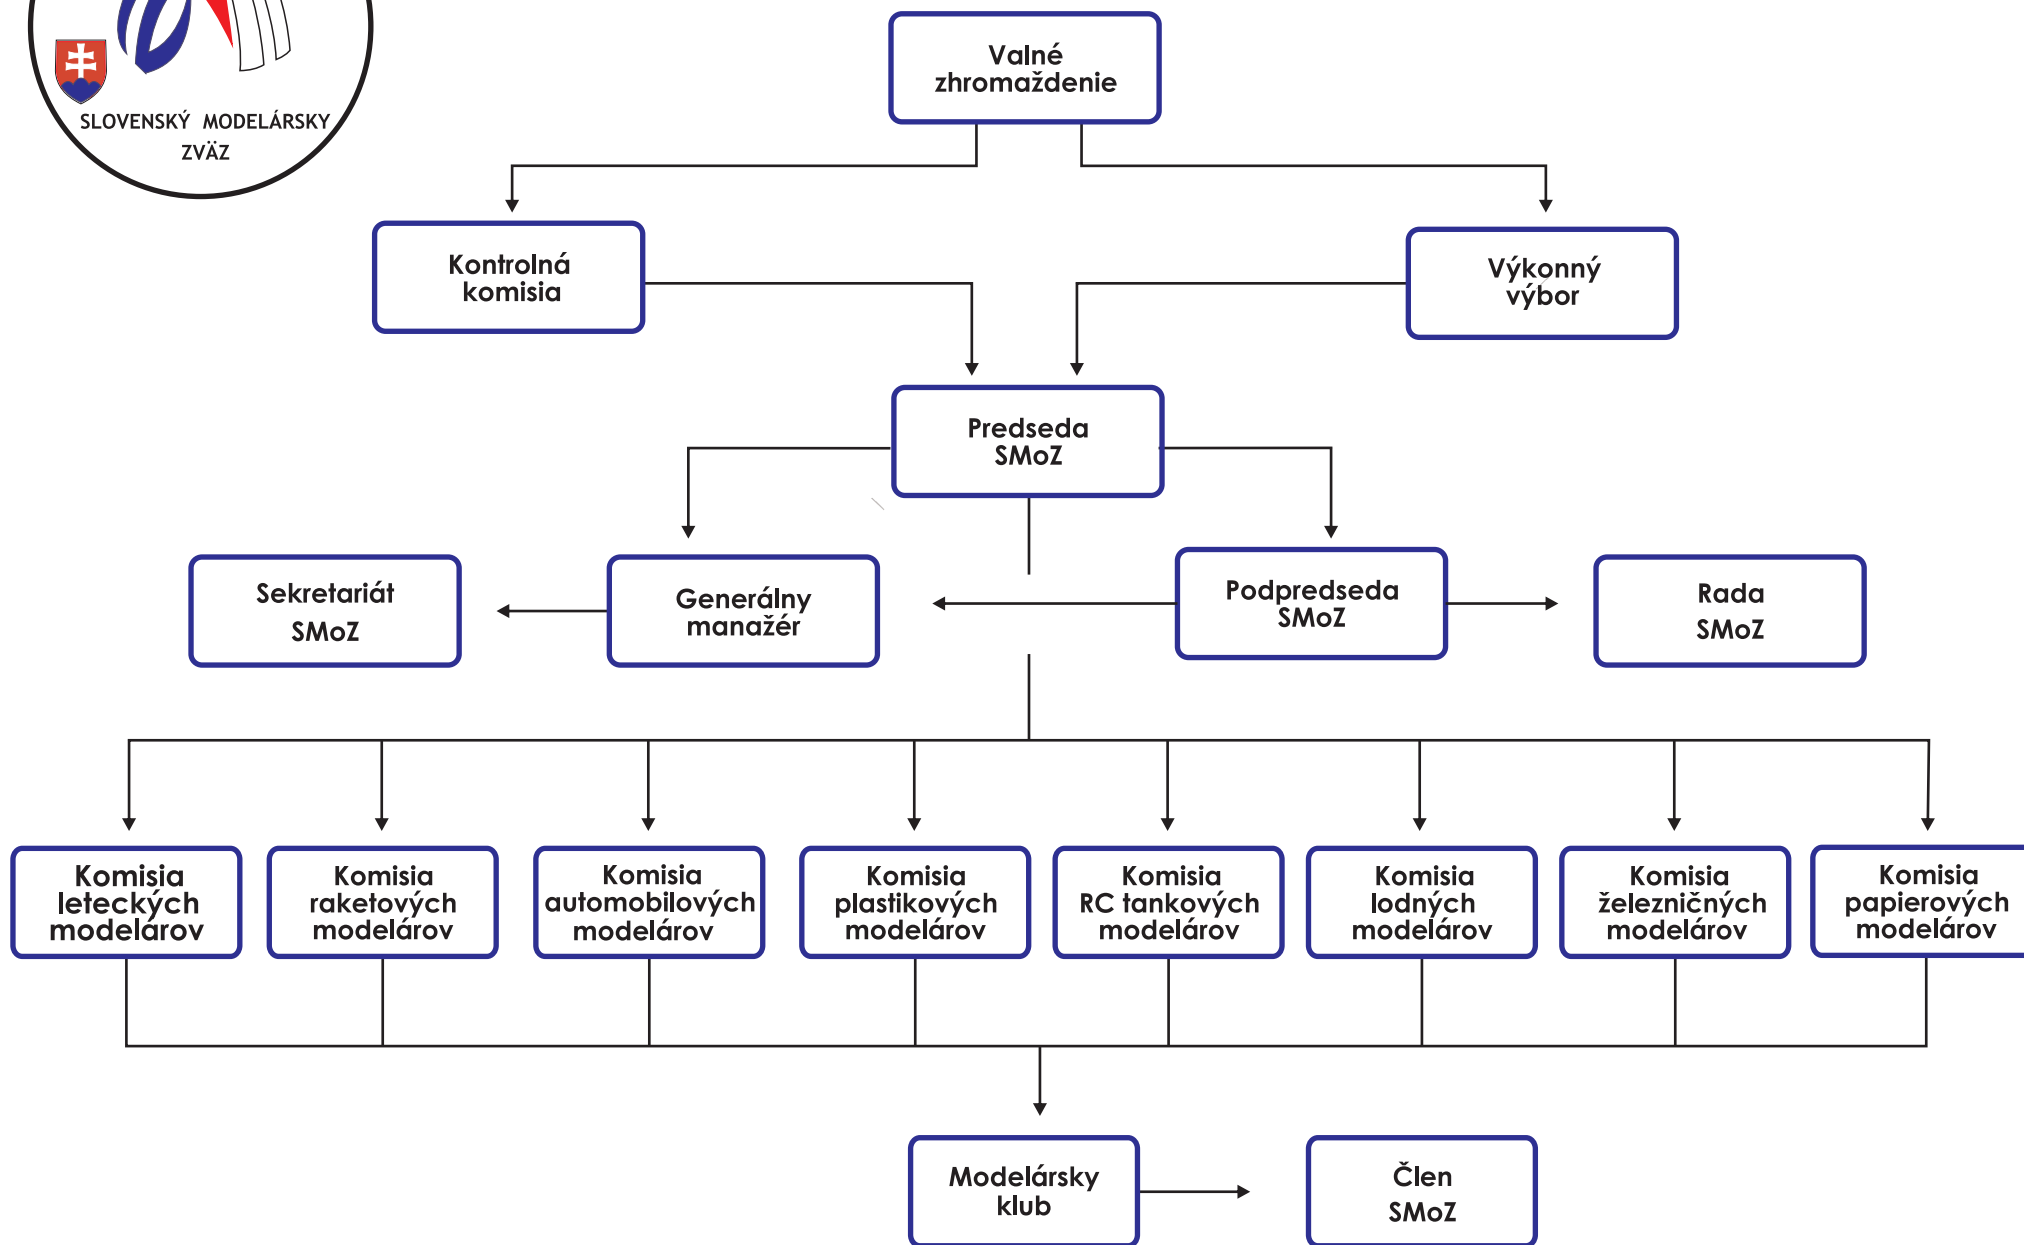 SLOVENSKÝ MODELÁRSKY
ZVÄZ
Valné
zhromaždenie
Kontrolná
komisia
Výkonný
výbor
Predseda
SMoZ
Sekretariát
SMoZ
Generálny
manažér
Podpredseda
SMoZ
Rada
SMoZ
Komisia
leteckých
modelárov
Komisia
raketových
modelárov
Komisia
automobilových
modelárov
Komisia
plastikových
modelárov
Komisia
RC tankových
modelárov
Komisia
lodných
modelárov
Komisia
železničných
modelárov
Komisia
papierových
modelárov
Modelársky
klub
Člen
SMoZ